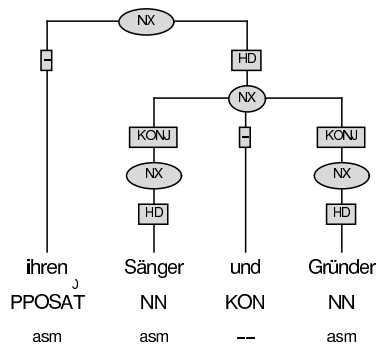 NX
– HD
NX
KONJ – KONJ
NX NX
HD HD
ihren Sänger und Gründer
J
PPOSAT NN KON NN
asm asm –– asm